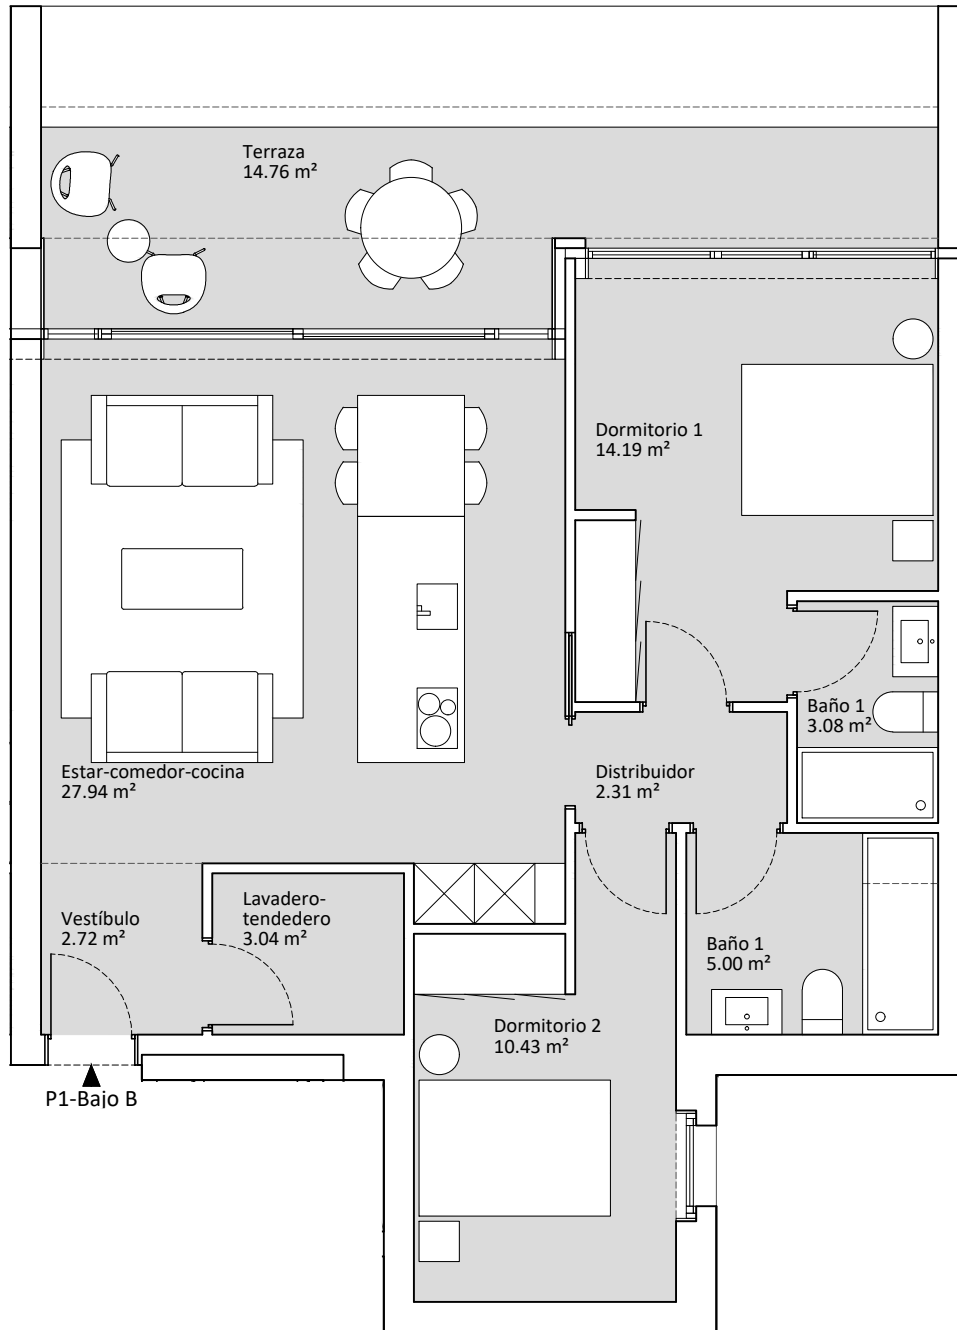 Terraza
14.76 m²
Dormitorio 1
14.19 m²
Baño 1
3.08 m²
Estar-comedor-cocina
27.94 m²
Distribuidor
2.31 m²
Vestíbulo
2.72 m²
Lavadero-
tendedero
3.04 m²
Baño 1
5.00 m²
Dormitorio 2
10.43 m²
P1-Bajo B